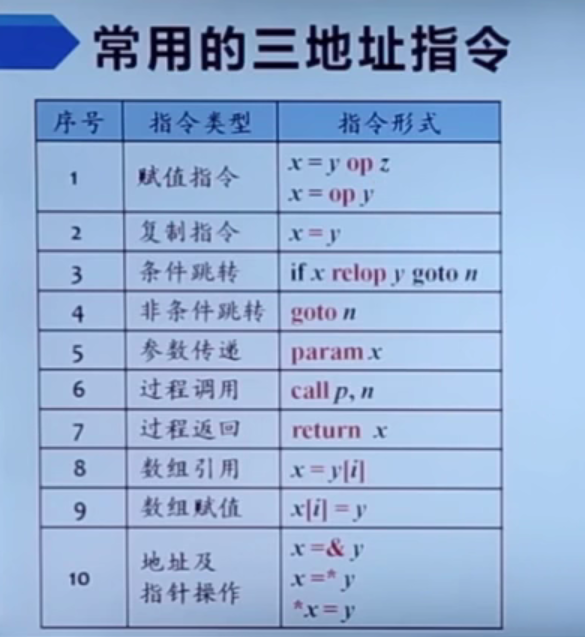 常用的三地址指令
序号 指令类型 指令形式
1 赋值指令 x = y op z
x = op y
2 复制指令 x = y
3 条件跳转 if x relop y goto n
4 非条件跳转 goto n
5 参数传递 param x
6 过程调用 call p, n
7 过程返回 return x
8 数组引用 x = y[i]
9 数组赋值 x[i] = y
10 地址及
指针操作
x =& y
x =* y
*x = y